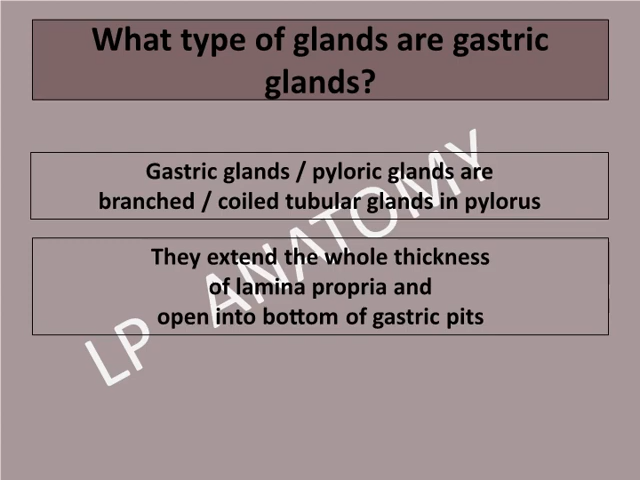 What type of glands are gastric
glands?
Gastric glands / pyloric glands are
branched / coiled tubular glands in pylorus
They extend the whole thickness
of lamina propria and
open into bottom of gastric pits
LP ANATOMY